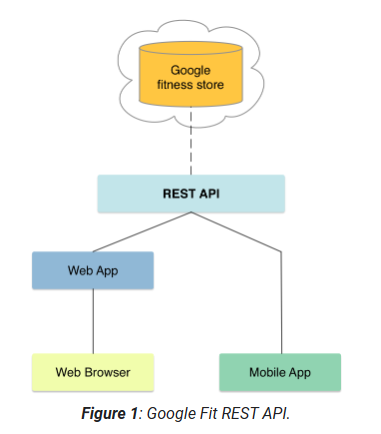 Google
fitness store
REST API
Web App
Web Browser
Mobile App
Figure 1: Google Fit REST API.